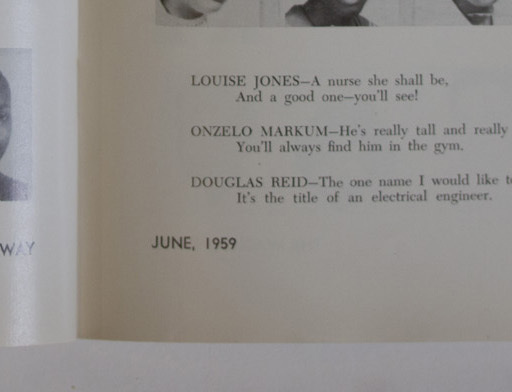 LOUISE JONES—A nurse she shall be,
And a good one—you'll see!
ONZELO MARKUM—He's really tall and really
You'll always find him in the gym.
DOUGLAS REID—The one name I would like
It's the title of an electrical engineer.
WAY
JUNE, 1959